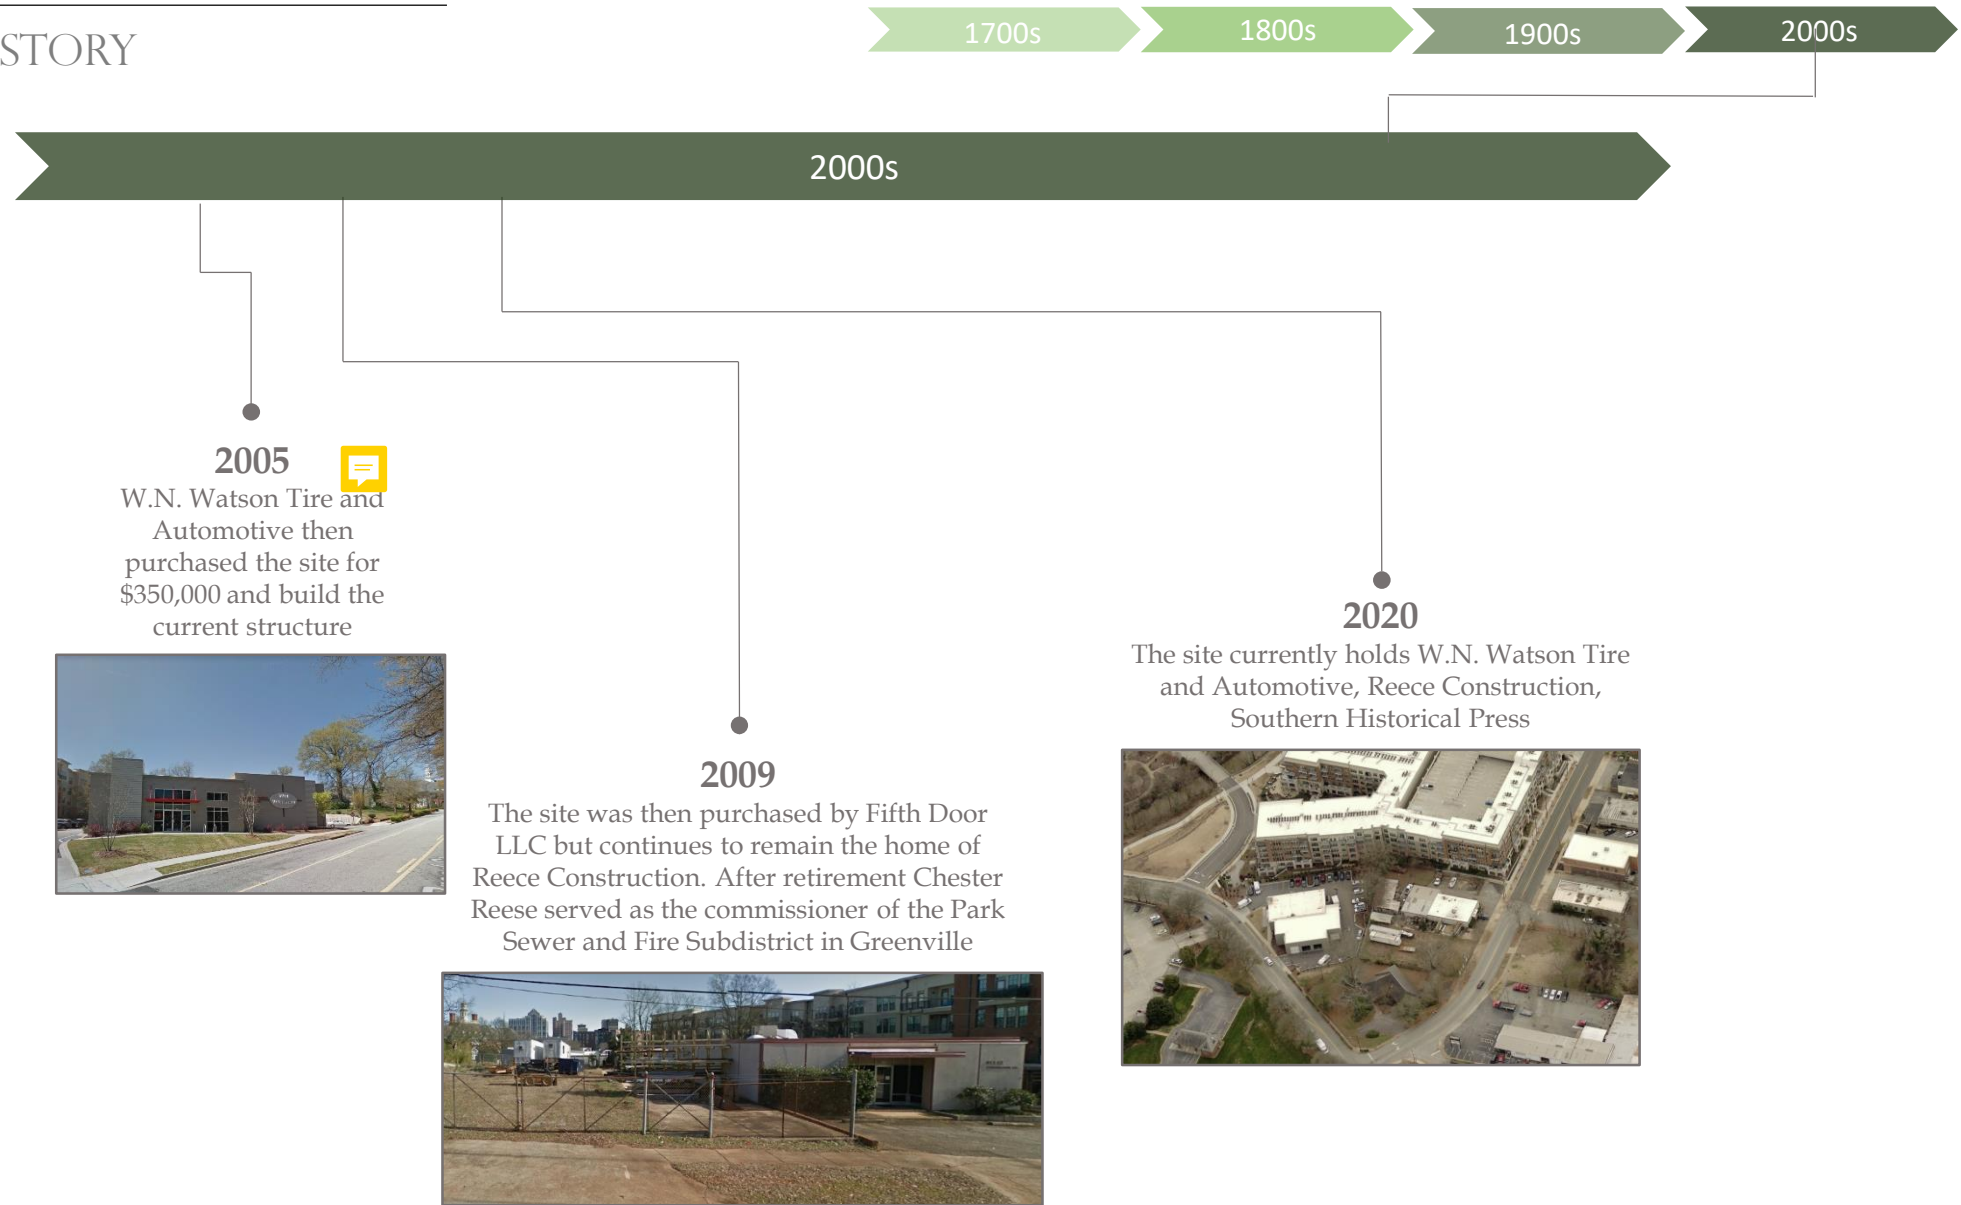 STORY
1700s
1800s
1900s
2000s
2000s
2005
W.N. Watson Tire and
Automotive then
purchased the site for
$350,000 and build the
current structure
2009
The site was then purchased by Fifth Door
LLC but continues to remain the home of
Reece Construction. After retirement Chester
Reese served as the commissioner of the Park
Sewer and Fire Subdistrict in Greenville
2020
The site currently holds W.N. Watson Tire
and Automotive, Reece Construction,
Southern Historical Press